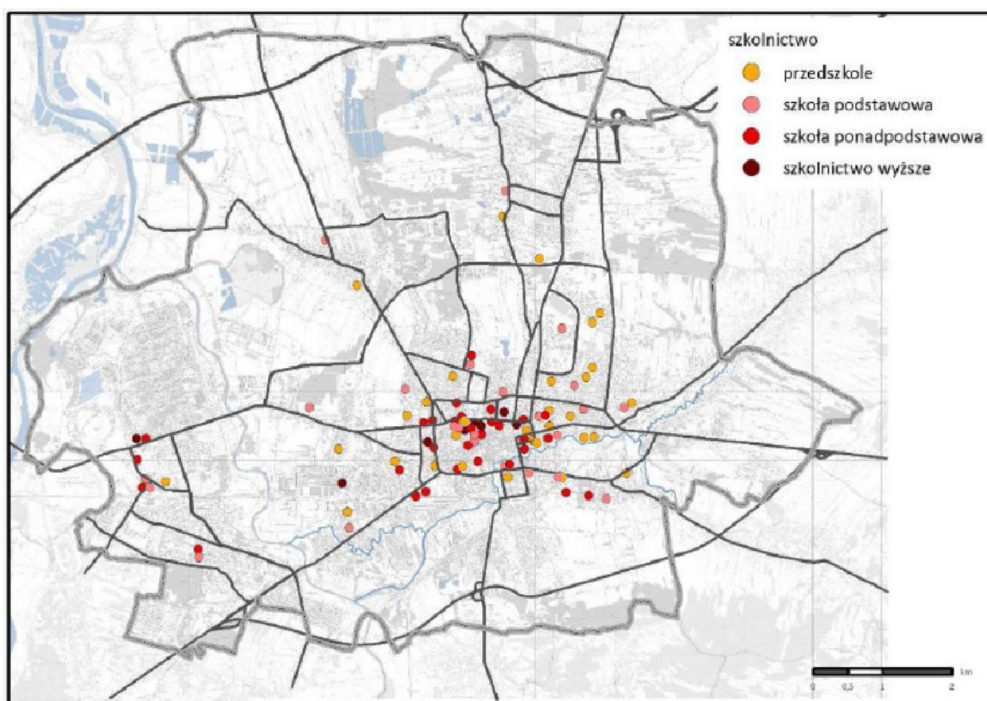 szkolnictwo
przedszkole
szkoła podstawowa
szkoła ponadpodstawowa
szkolnictwo wyższe
km
0 0,5 1 2